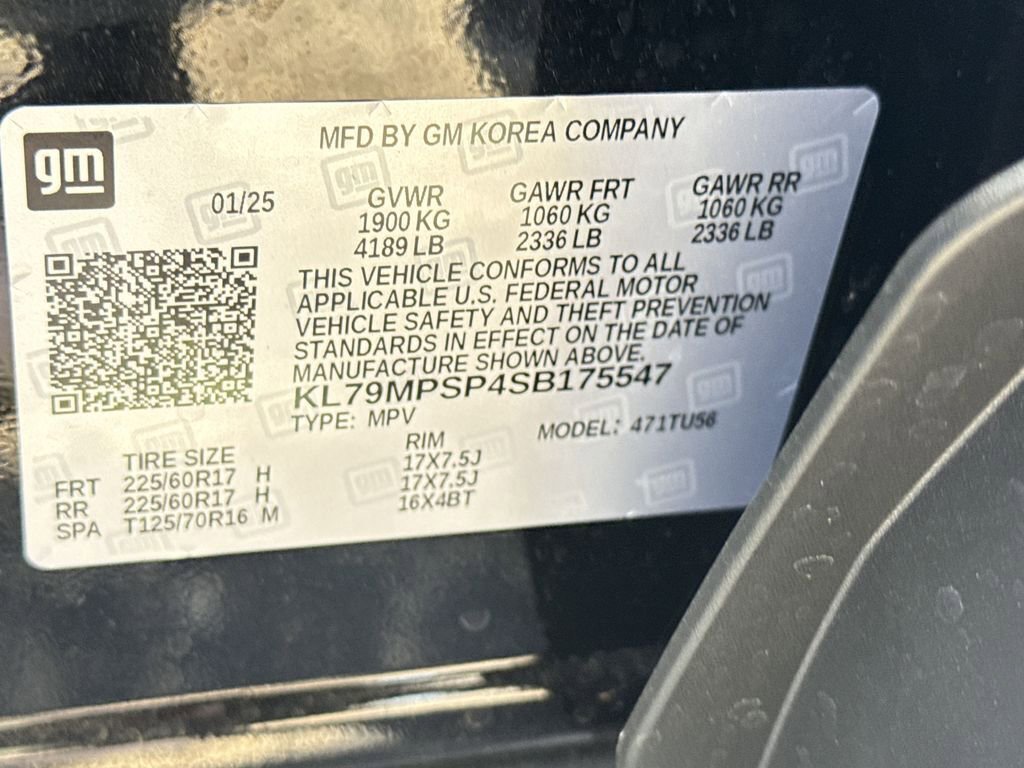 gm
MFD BY GM KOREA COMPANY
01/25
GVWR GAWR FRT GAWR RR
1900 KG 1060 KG 1060 KG
4189 LB 2336 LB 2336 LB
THIS VEHICLE CONFORMS TO ALL
APPLICABLE U.S. FEDERAL MOTOR
VEHICLE SAFETY AND THEFT PREVENTION
STANDARDS IN EFFECT ON THE DATE OF
MANUFACTURE SHOWN ABOVE.
KL79MPSP4SB175547
TYPE: MPV MODEL: 471TU56
TIRE SIZE RIM
FRT 225/60R17 H 17X7.5J
RR 225/60R17 H 17X7.5J
SPA T125/70R16 M 16X4BT